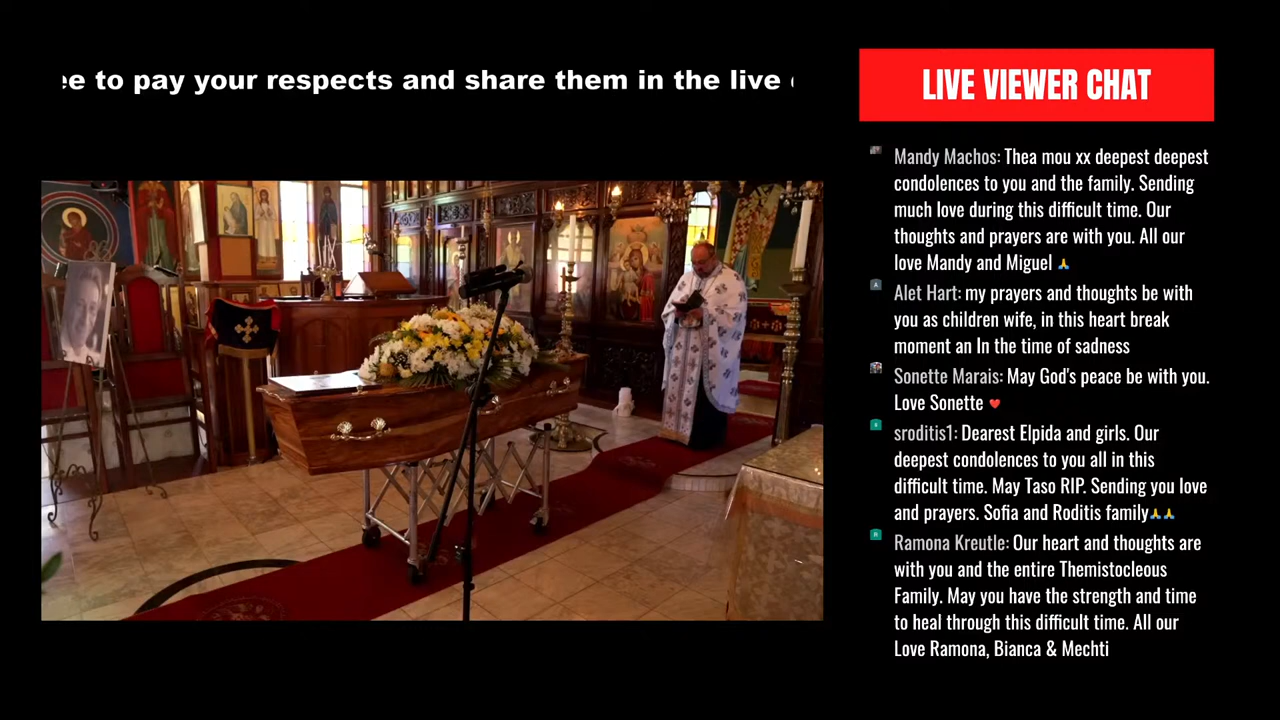 ee to pay your respects and share them in the live
LIVE VIEWER CHAT
Mandy Machos: Thea mou xx deepest deepest
condolences to you and the family. Sending
much love during this difficult time. Our
thoughts and prayers are with you. All our
love Mandy and Miguel 🙏
Alet Hart: my prayers and thoughts be with
you as children wife, in this heart break
moment an In the time of sadness
Sonette Marais: May God's peace be with you.
Love Sonette ❤️
sroditis1: Dearest Elpida and girls. Our
deepest condolences to you all in this
difficult time. May Taso RIP. Sending you love
and prayers. Sofia and Roditis family🙏🙏
Ramona Kreutle: Our heart and thoughts are
with you and the entire Themistocleous
Family. May you have the strength and time
to heal through this difficult time. All our
Love Ramona, Bianca & Mechti